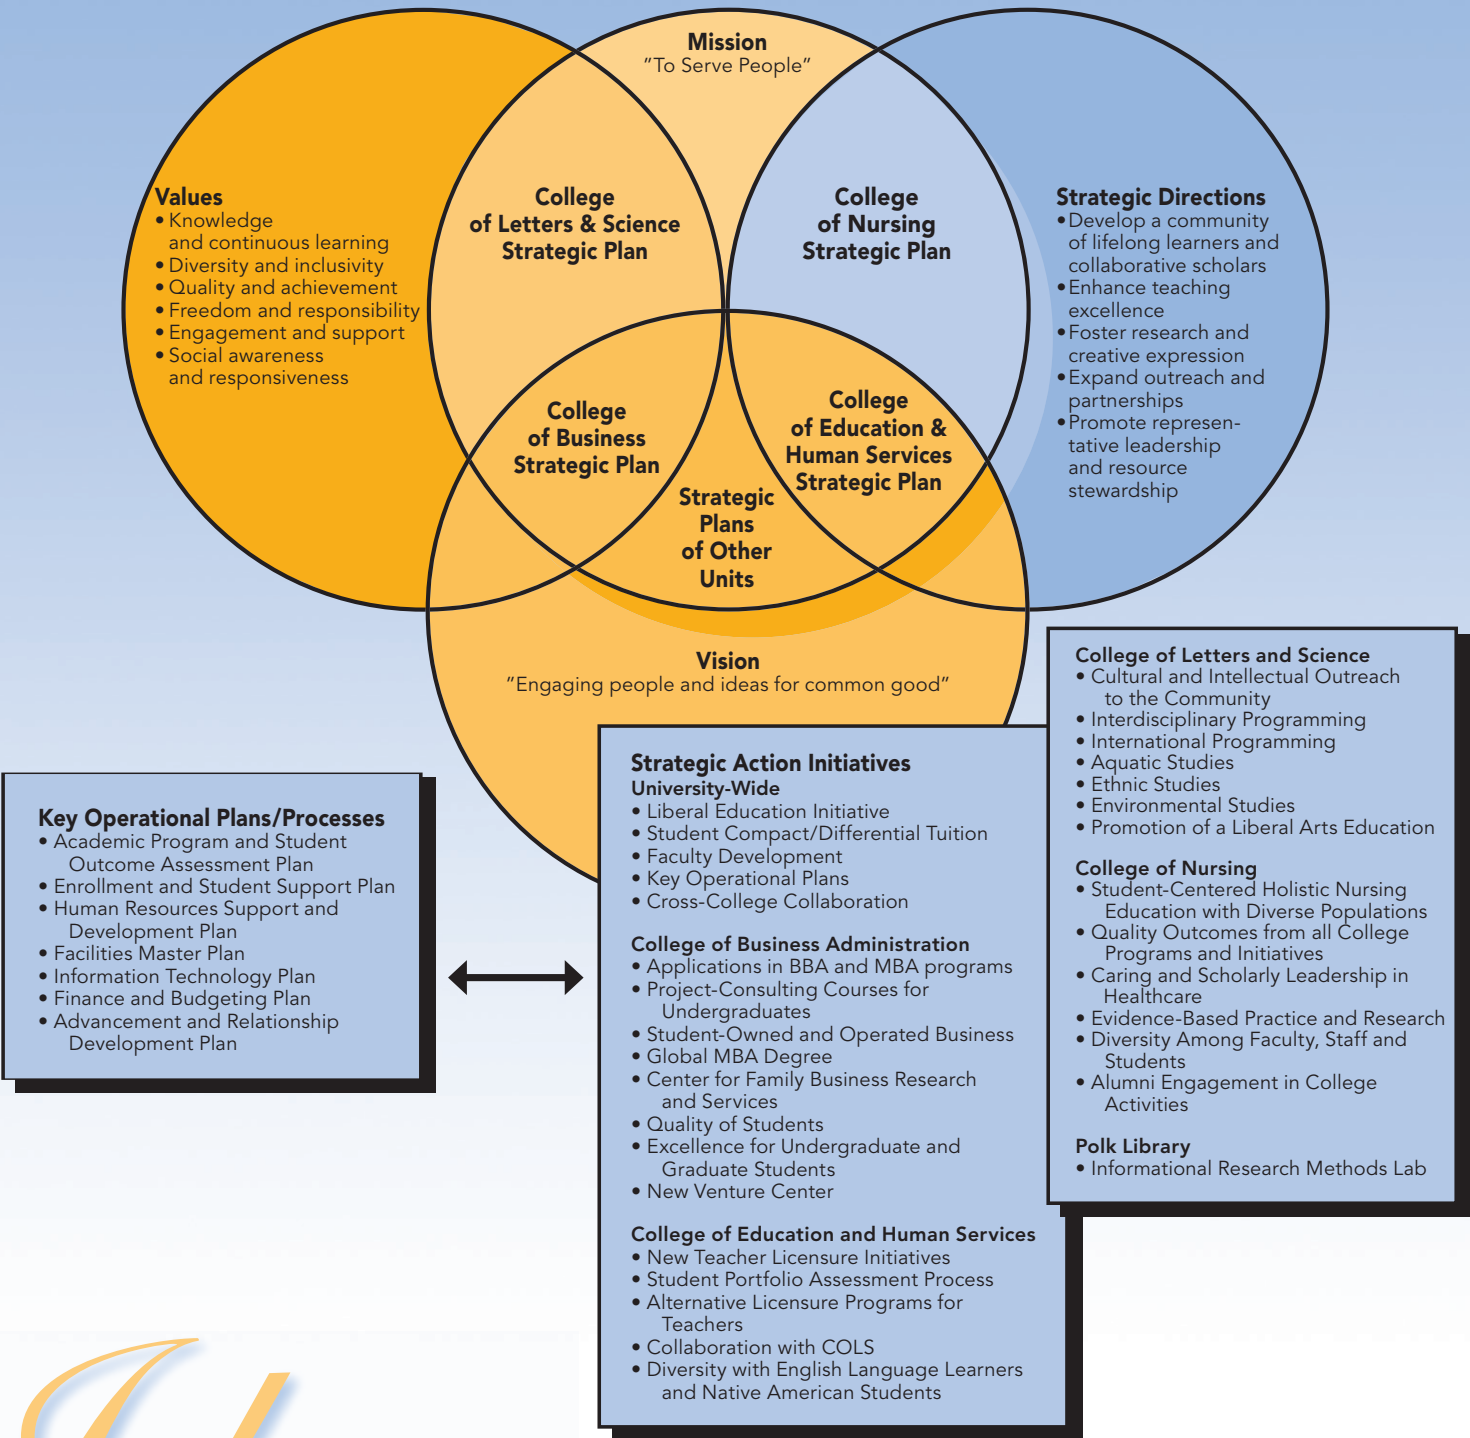 Mission
"To Serve People"
Values
• Knowledge
and continuous learning
• Diversity and inclusivity
• Quality and achievement
• Freedom and responsibility
• Engagement and support
• Social awareness
and responsiveness
College
of Letters & Science
Strategic Plan
College
of Nursing
Strategic Plan
Strategic Directions
• Develop a community
of lifelong learners and
collaborative scholars
• Enhance teaching
excellence
• Foster research and
creative expression
• Expand outreach and
partnerships
• Promote represen-
tative leadership
and resource
stewardship
College
of Business
Strategic Plan
College
of Education &
Human Services
Strategic Plan
Strategic
Plans
of Other
Units
Vision
"Engaging people and ideas for common good"
Key Operational Plans/Processes
• Academic Program and Student
Outcome Assessment Plan
• Enrollment and Student Support Plan
• Human Resources Support and
Development Plan
• Facilities Master Plan
• Information Technology Plan
• Finance and Budgeting Plan
• Advancement and Relationship
Development Plan
Strategic Action Initiatives
University-Wide
• Liberal Education Initiative
• Student Compact/Differential Tuition
• Faculty Development
• Key Operational Plans
• Cross-College Collaboration
College of Business Administration
• Applications in BBA and MBA programs
• Project-Consulting Courses for
Undergraduates
• Student-Owned and Operated Business
• Global MBA Degree
• Center for Family Business Research
and Services
• Quality of Students
• Excellence for Undergraduate and
Graduate Students
• New Venture Center
College of Education and Human Services
• New Teacher Licensure Initiatives
• Student Portfolio Assessment Process
• Alternative Licensure Programs for
Teachers
• Collaboration with COLS
• Diversity with English Language Learners
and Native American Students
College of Letters and Science
• Cultural and Intellectual Outreach
to the Community
• Interdisciplinary Programming
• International Programming
• Aquatic Studies
• Ethnic Studies
• Environmental Studies
• Promotion of a Liberal Arts Education
College of Nursing
• Student-Centered Holistic Nursing
Education with Diverse Populations
• Quality Outcomes from all College
Programs and Initiatives
• Caring and Scholarly Leadership in
Healthcare
• Evidence-Based Practice and Research
• Diversity Among Faculty, Staff and
Students
• Alumni Engagement in College
Activities
Polk Library
• Informational Research Methods Lab